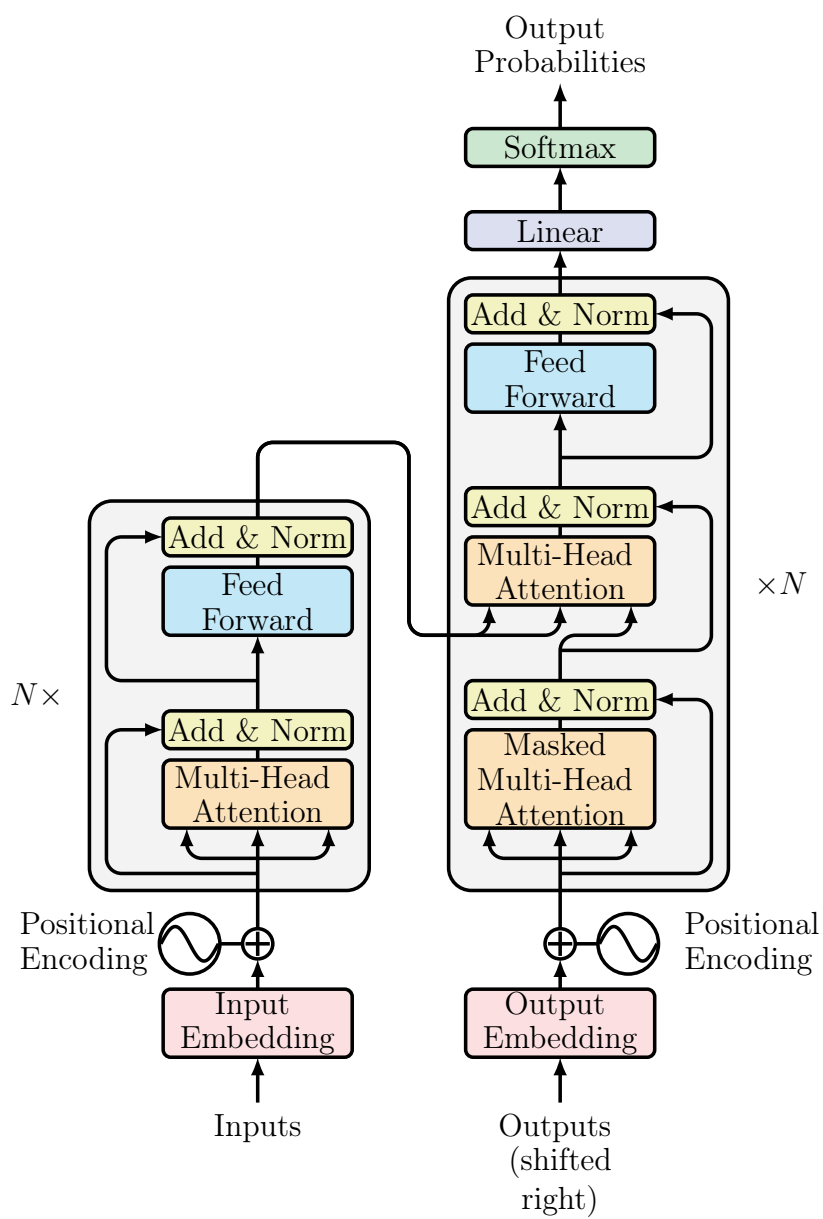 Output
Probabilities
Softmax
Linear
Add & Norm
Feed
Forward
Add & Norm
Multi-Head
Attention
×N
Add & Norm
Masked
Multi-Head
Attention
Add & Norm
Feed
Forward
N×
Add & Norm
Multi-Head
Attention
Positional
Encoding
Positional
Encoding
Input
Embedding
Output
Embedding
Inputs
Outputs
(shifted
right)